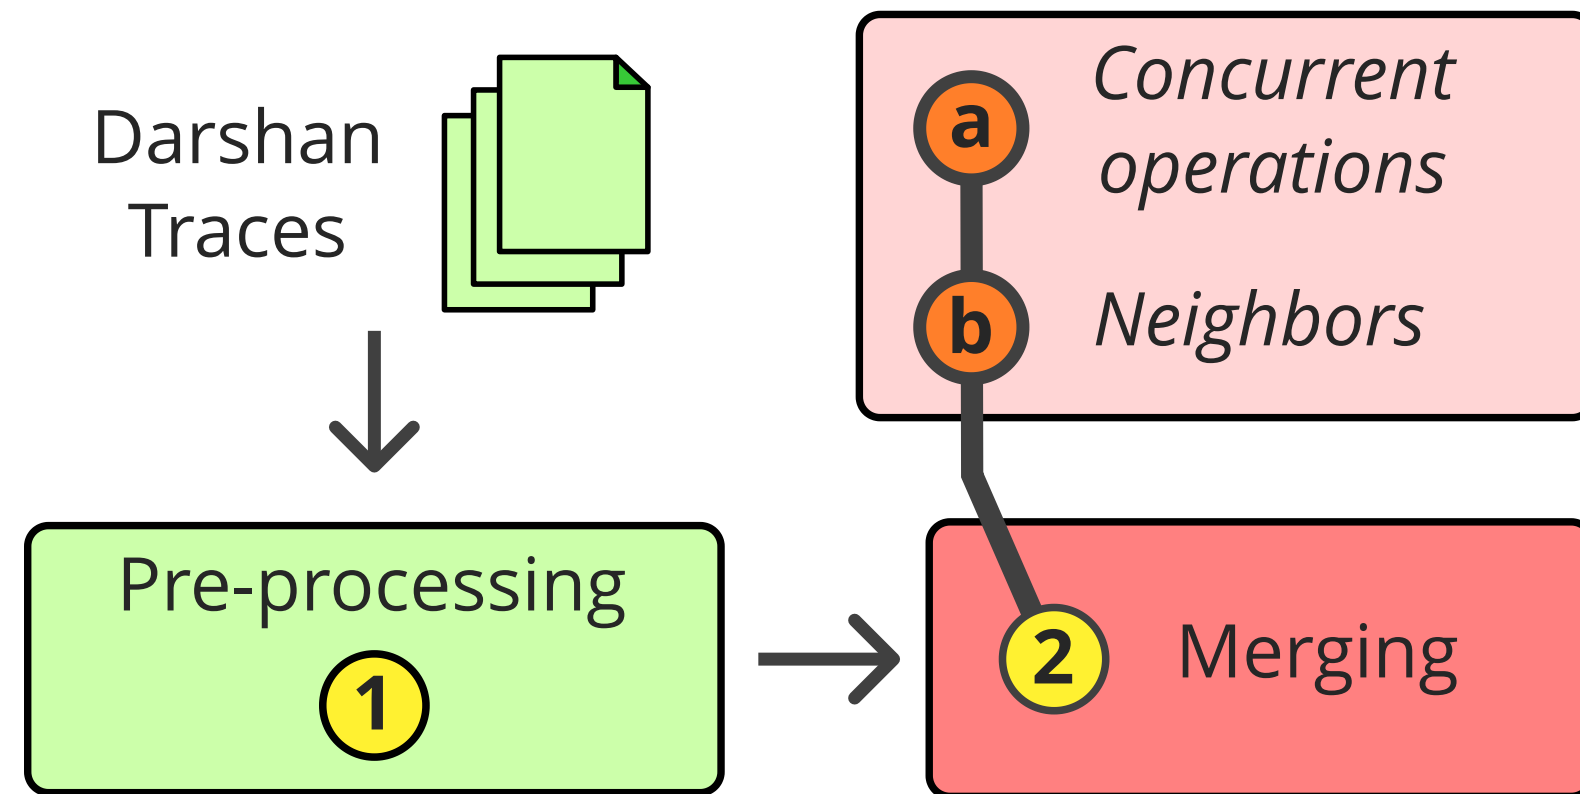 Darshan
Traces
Pre-processing
1
a
Concurrent
operations
b
Neighbors
2
Merging